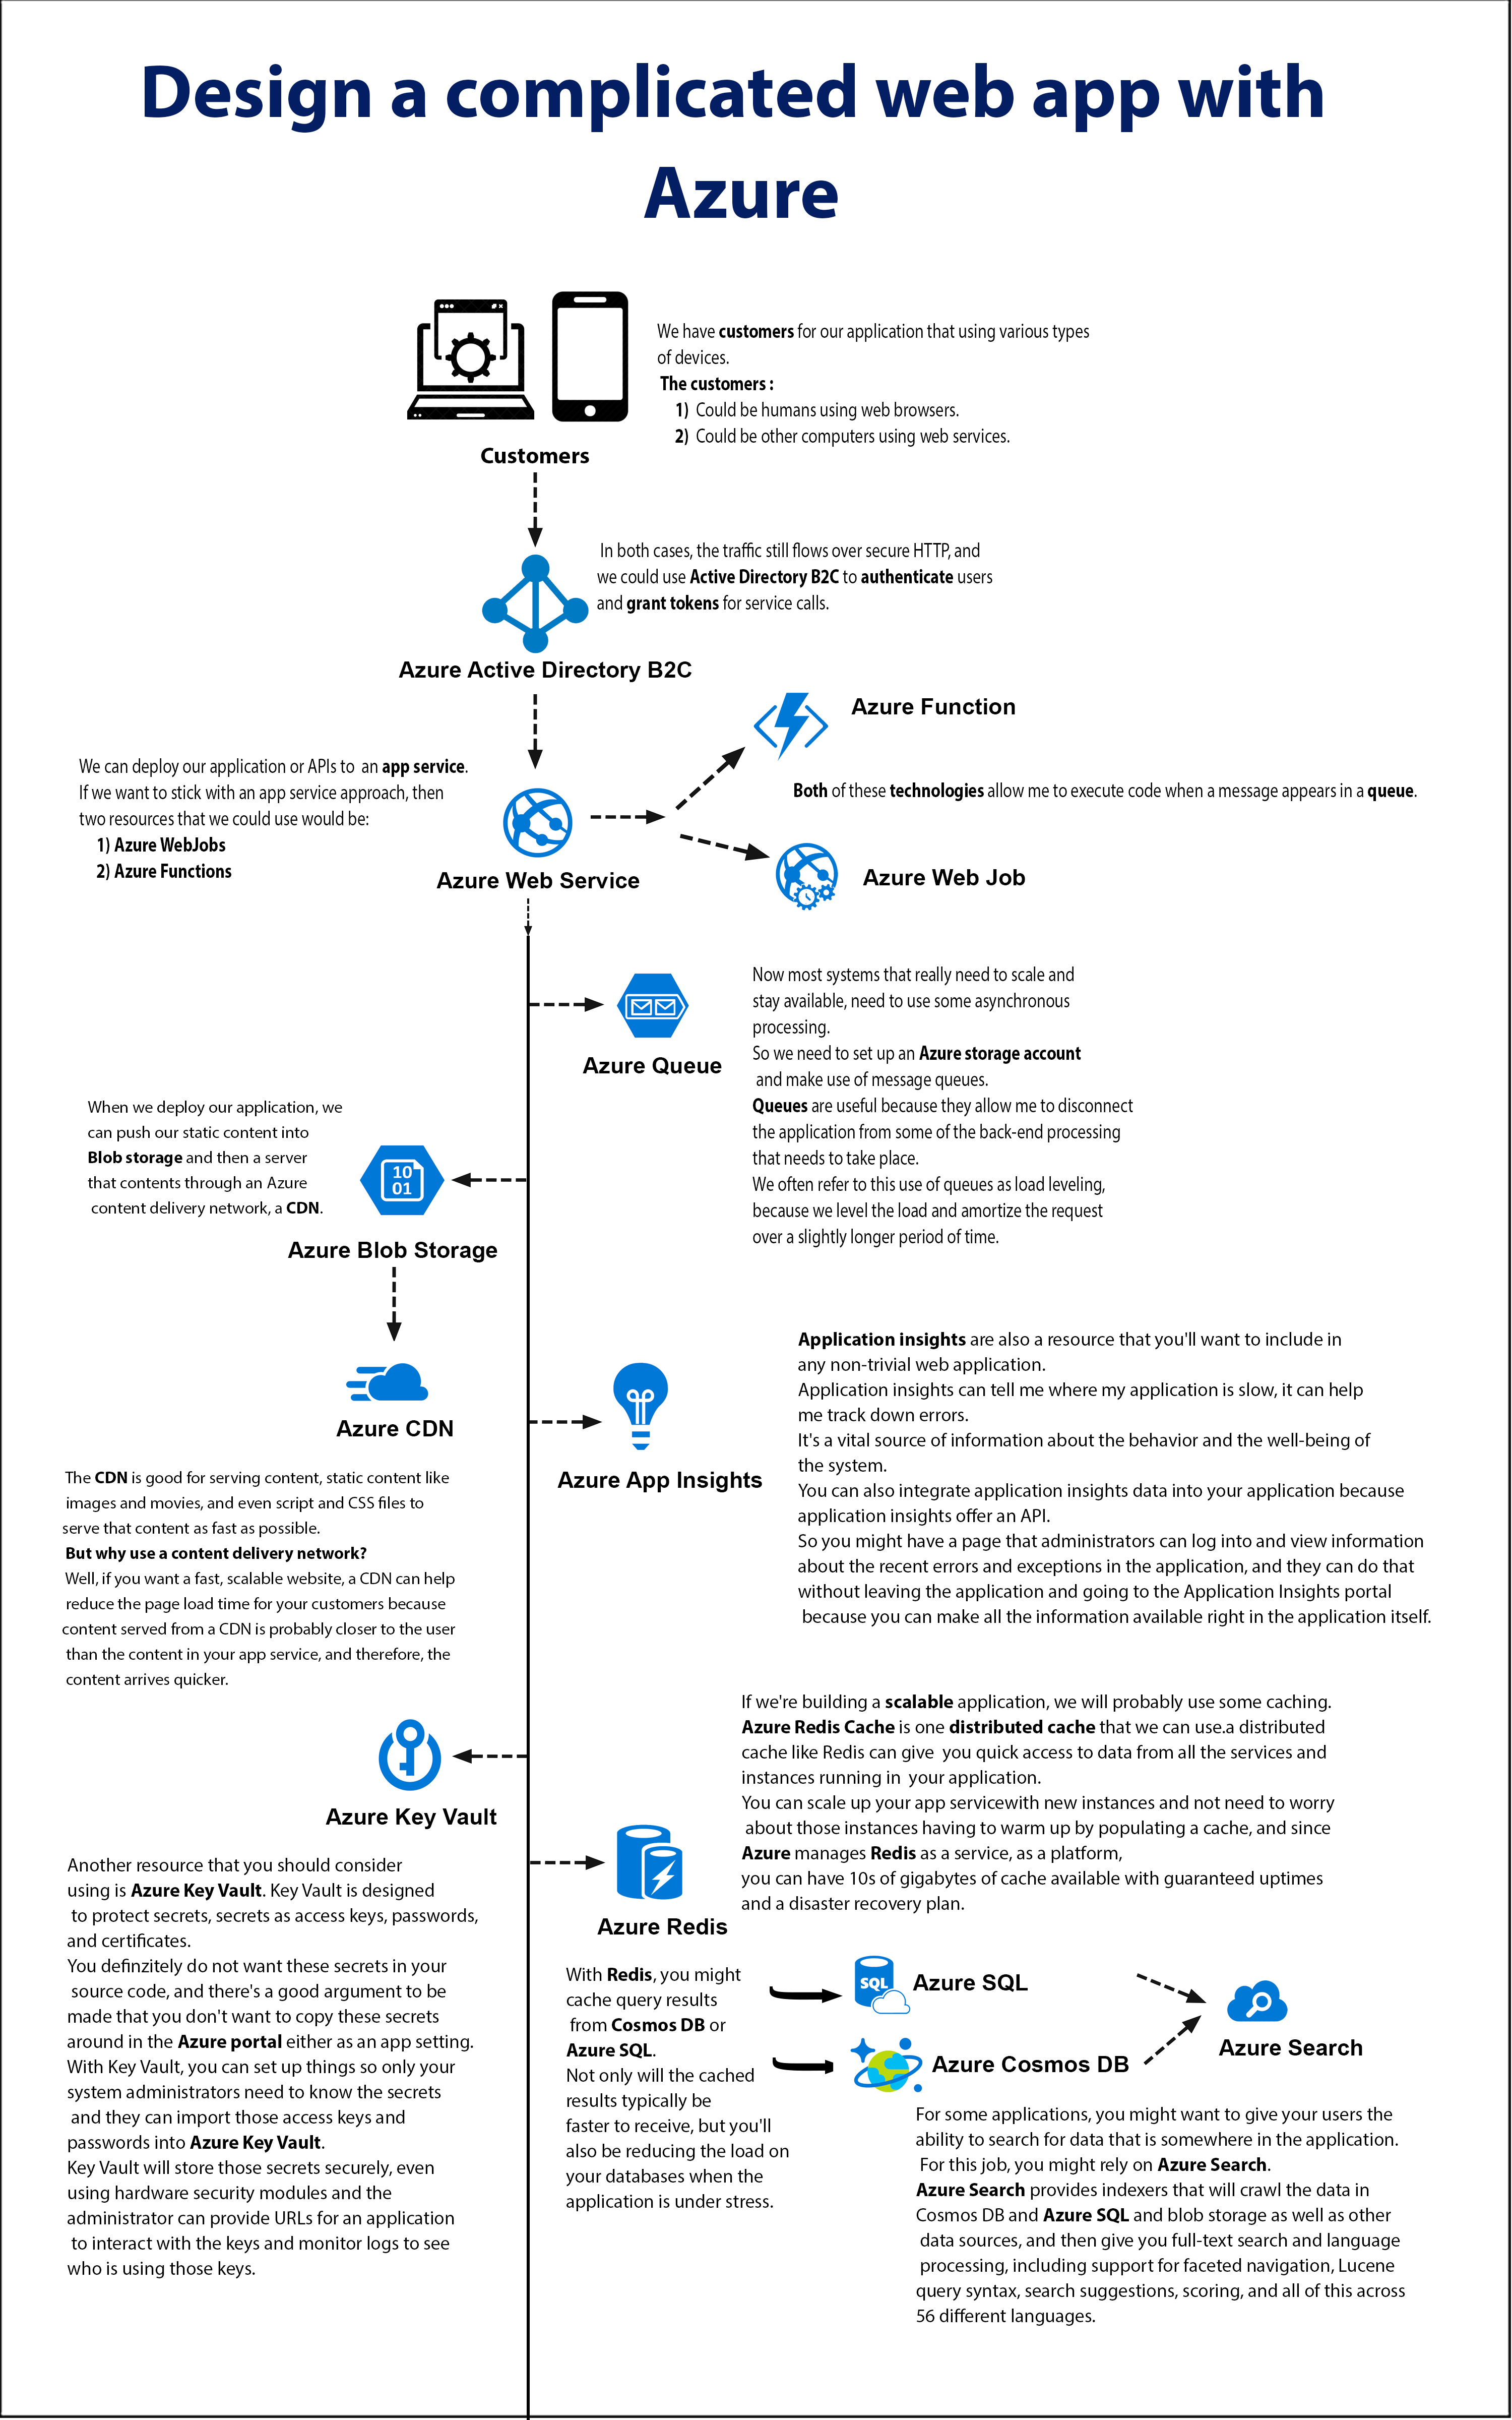 Design a complicated web app with
Azure
We have customers for our application that using various types
of devices.
The customers :
1) Could be humans using web browsers.
2) Could be other computers using web services.
Customers
In both cases, the traffic still flows over secure HTTP, and
we could use Active Directory B2C to authenticate users
and grant tokens for service calls.
Azure Active Directory B2C
Azure Function
We can deploy our application or APIs to an app service.
If we want to stick with an app service approach, then
two resources that we could use would be:
1) Azure WebJobs
2) Azure Functions
Both of these technologies allow me to execute code when a message appears in a queue.
Azure Web Service
Azure Web Job
Now most systems that really need to scale and
stay available, need to use some asynchronous
processing.
So we need to set up an Azure storage account
and make use of message queues.
Queues are useful because they allow me to disconnect
the application from some of the back-end processing
that needs to take place.
We often refer to this use of queues as load leveling,
because we level the load and amortize the request
over a slightly longer period of time.
Azure Queue
When we deploy our application, we
can push our static content into
Blob storage and then a server
that contents through an Azure
content delivery network, a CDN.
10
01
Azure Blob Storage
Azure CDN
The CDN is good for serving content, static content like
images and movies, and even script and CSS files to
serve that content as fast as possible.
But why use a content delivery network?
Well, if you want a fast, scalable website, a CDN can help
reduce the page load time for your customers because
content served from a CDN is probably closer to the user
than the content in your app service, and therefore, the
content arrives quicker.
Azure App Insights
Application insights are also a resource that you'll want to include in
any non-trivial web application.
Application insights can tell me where my application is slow, it can help
me track down errors.
It's a vital source of information about the behavior and the well-being of
the system.
You can also integrate application insights data into your application because
application insights offer an API.
So you might have a page that administrators can log into and view information
about the recent errors and exceptions in the application, and they can do that
without leaving the application and going to the Application Insights portal
because you can make all the information available right in the application itself.
Azure Key Vault
Another resource that you should consider
using is Azure Key Vault. Key Vault is designed
to protect secrets, secrets as access keys, passwords,
and certificates.
You definzitely do not want these secrets in your
source code, and there's a good argument to be
made that you don't want to copy these secrets
around in the Azure portal either as an app setting.
With Key Vault, you can set up things so only your
system administrators need to know the secrets
and they can import those access keys and
passwords into Azure Key Vault.
Key Vault will store those secrets securely, even
using hardware security modules and the
administrator can provide URLs for an application
to interact with the keys and monitor logs to see
who is using those keys.
If we're building a scalable application, we will probably use some caching.
Azure Redis Cache is one distributed cache that we can use.a distributed
cache like Redis can give you quick access to data from all the services and
instances running in your application.
You can scale up your app servicewith new instances and not need to worry
about those instances having to warm up by populating a cache, and since
Azure manages Redis as a service, as a platform,
you can have 10s of gigabytes of cache available with guaranteed uptimes
and a disaster recovery plan.
Azure Redis
With Redis, you might
cache query results
from Cosmos DB or
Azure SQL.
Not only will the cached
results typically be
faster to receive, but you'll
also be reducing the load on
your databases when the
application is under stress.
SQL
Azure SQL
Azure Cosmos DB
Azure Search
For some applications, you might want to give your users the
ability to search for data that is somewhere in the application.
For this job, you might rely on Azure Search.
Azure Search provides indexers that will crawl the data in
Cosmos DB and Azure SQL and blob storage as well as other
data sources, and then give you full-text search and language
processing, including support for faceted navigation, Lucene
query syntax, search suggestions, scoring, and all of this across
56 different languages.